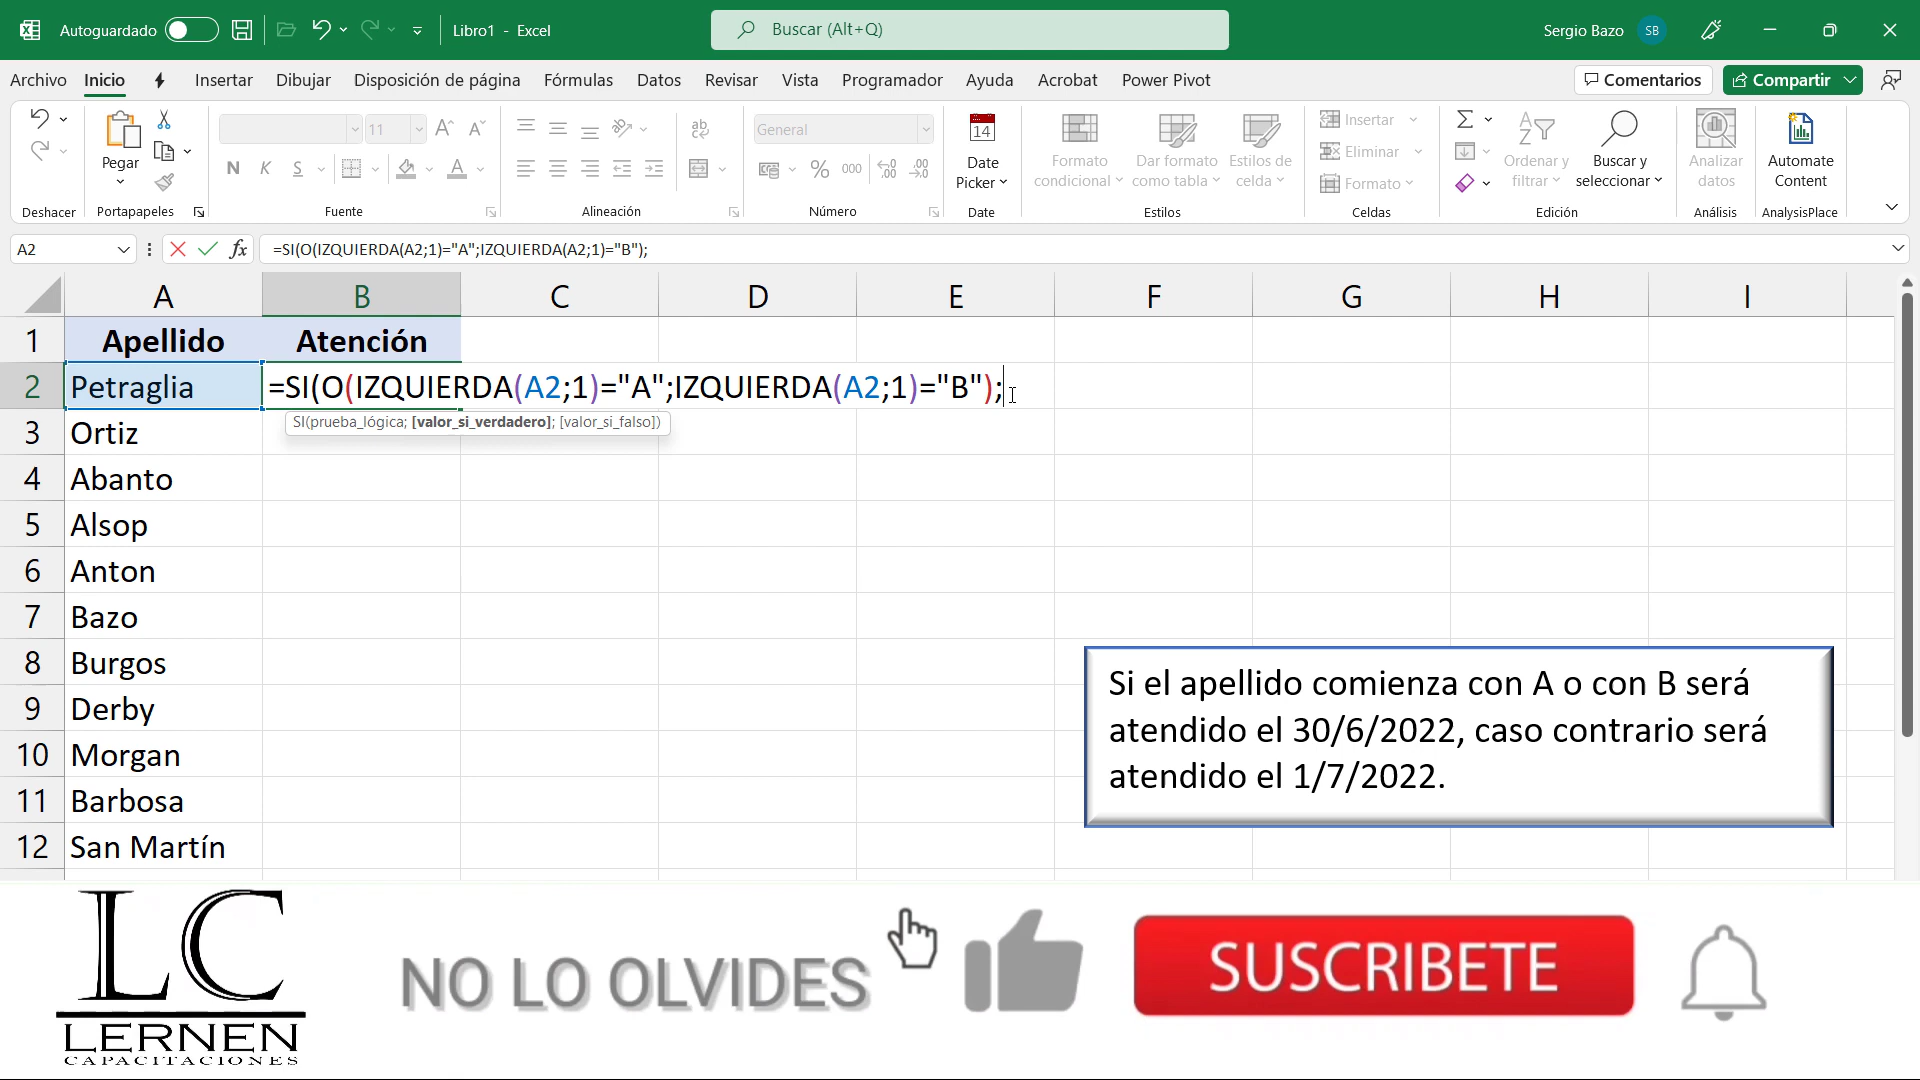 Autoguardado
Libro1 - Excel
Buscar (Alt+Q)
Sergio Bazo
SB
Archivo Inicio Insertar Dibujar Disposición de página Fórmulas Datos Revisar Vista Programador Ayuda Acrobat Power Pivot
Comentarios
Compartir
Deshacer
Pegar
Portapapeles
11
N K S
Fuente
Alineación
General
% 000
Número
14
Date
Picker
Date
Formato
condicional
Dar formato
como tabla
Estilos de
celda
Estilos
Insertar
Eliminar
Formato
Celdas
Ordenar y
filtrar
Buscar y
seleccionar
Edición
Analizar
datos
Análisis
Automate
Content
AnalysisPlace
A2
fx
=SI(O(IZQUIERDA(A2;1)="A";IZQUIERDA(A2;1)="B");
A B C D E F G H I
1 Apellido Atención
2 Petraglia =SI(O(IZQUIERDA(A2;1)="A";IZQUIERDA(A2;1)="B");
SI(prueba_lógica; [valor_si_verdadero]; [valor_si_falso])
3 Ortiz
4 Abanto
5 Alsop
6 Anton
7 Bazo
8 Burgos
9 Derby
10 Morgan
11 Barbosa
12 San Martín
Si el apellido comienza con A o con B será
atendido el 30/6/2022, caso contrario será
atendido el 1/7/2022.
LC
LERNEN
CAPACITACIONES
NO LO OLVIDES
SUSCRIBETE